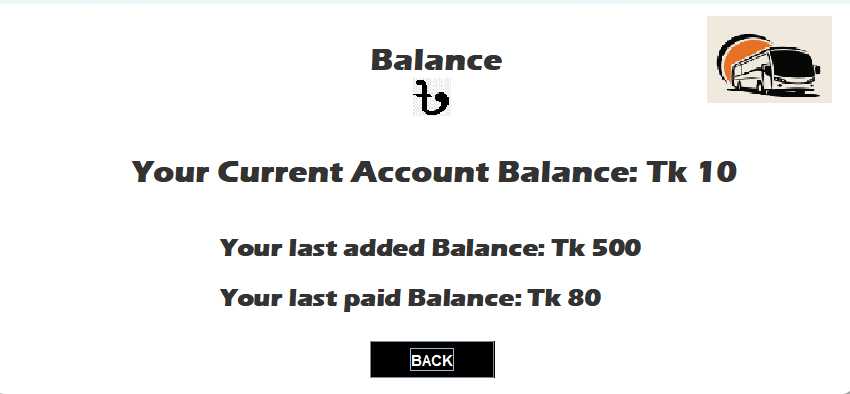 Balance
৳
Your Current Account Balance: Tk 10
Your last added Balance: Tk 500
Your last paid Balance: Tk 80
BACK